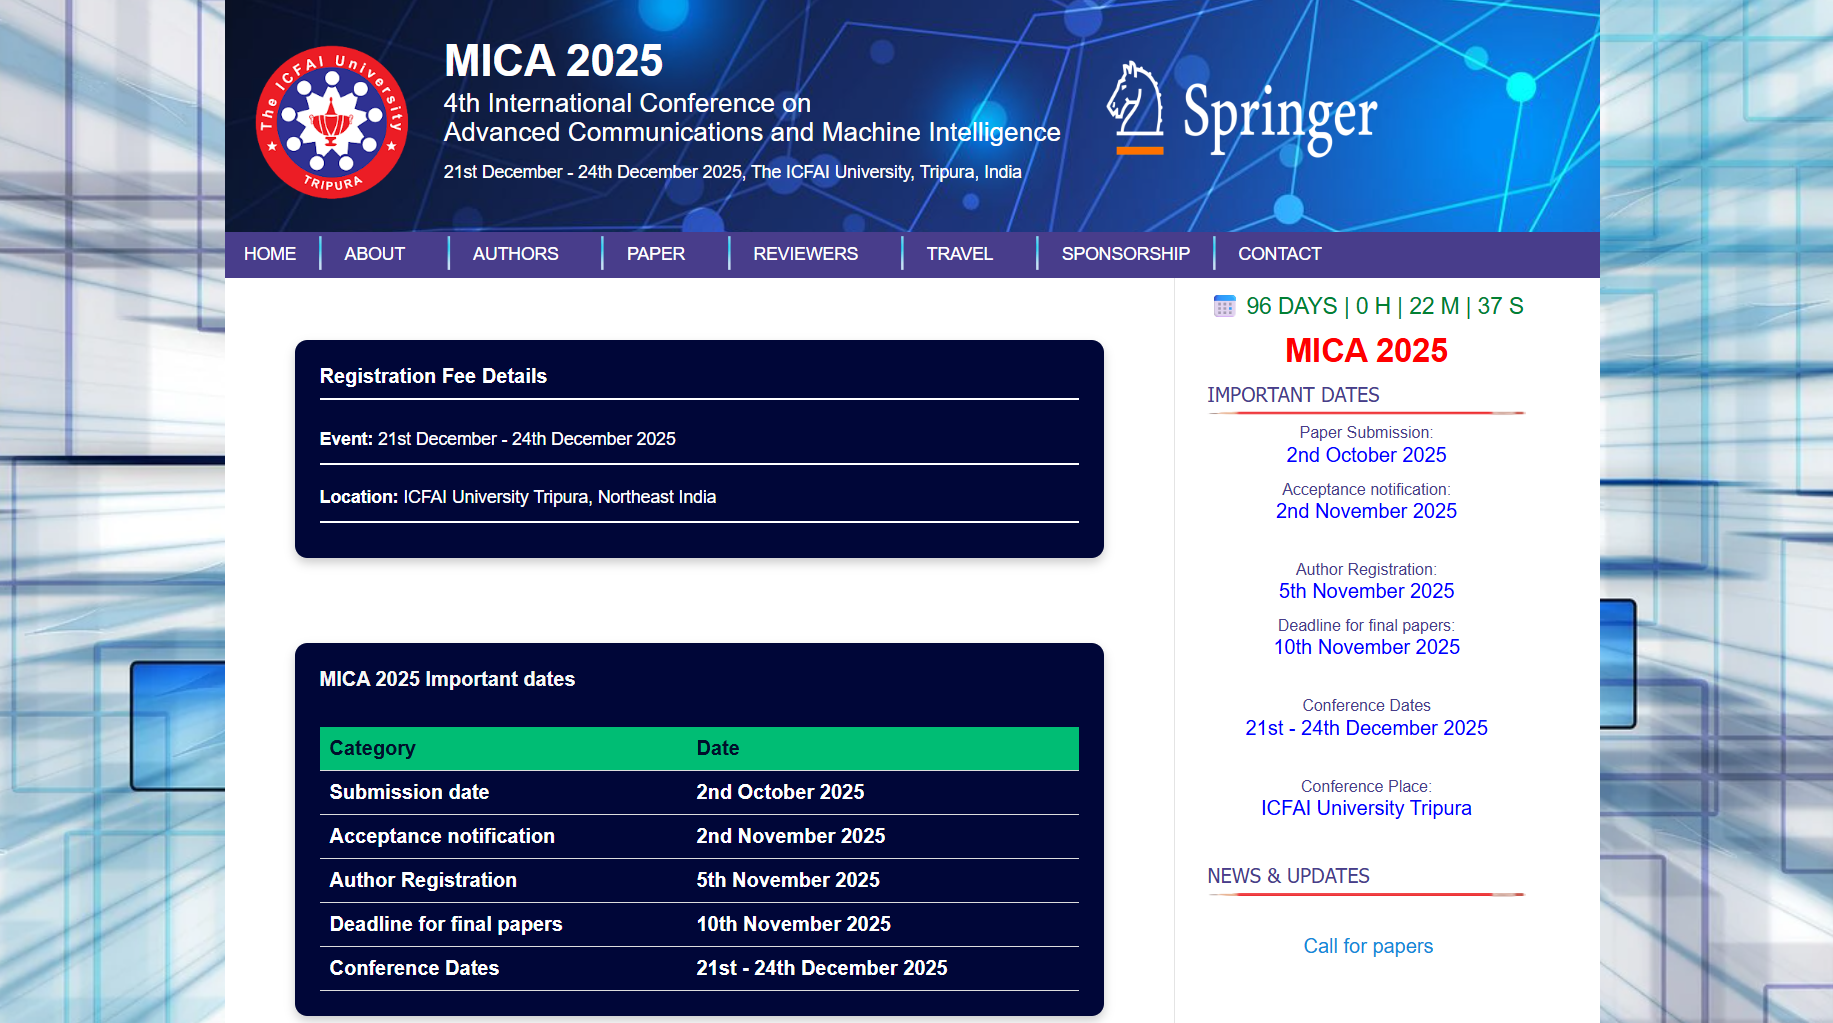 The ICFAI University
TRIPURA
MICA 2025
4th International Conference on
Advanced Communications and Machine Intelligence
21st December - 24th December 2025, The ICFAI University, Tripura, India
Springer
HOME ABOUT AUTHORS PAPER REVIEWERS TRAVEL SPONSORSHIP CONTACT
Registration Fee Details
Event: 21st December - 24th December 2025
Location: ICFAI University Tripura, Northeast India
MICA 2025 Important dates
Category Date
Submission date 2nd October 2025
Acceptance notification 2nd November 2025
Author Registration 5th November 2025
Deadline for final papers 10th November 2025
Conference Dates 21st - 24th December 2025
96 DAYS | 0 H | 22 M | 37 S
MICA 2025
IMPORTANT DATES
Paper Submission:
2nd October 2025
Acceptance notification:
2nd November 2025
Author Registration:
5th November 2025
Deadline for final papers:
10th November 2025
Conference Dates
21st - 24th December 2025
Conference Place:
ICFAI University Tripura
NEWS & UPDATES
Call for papers